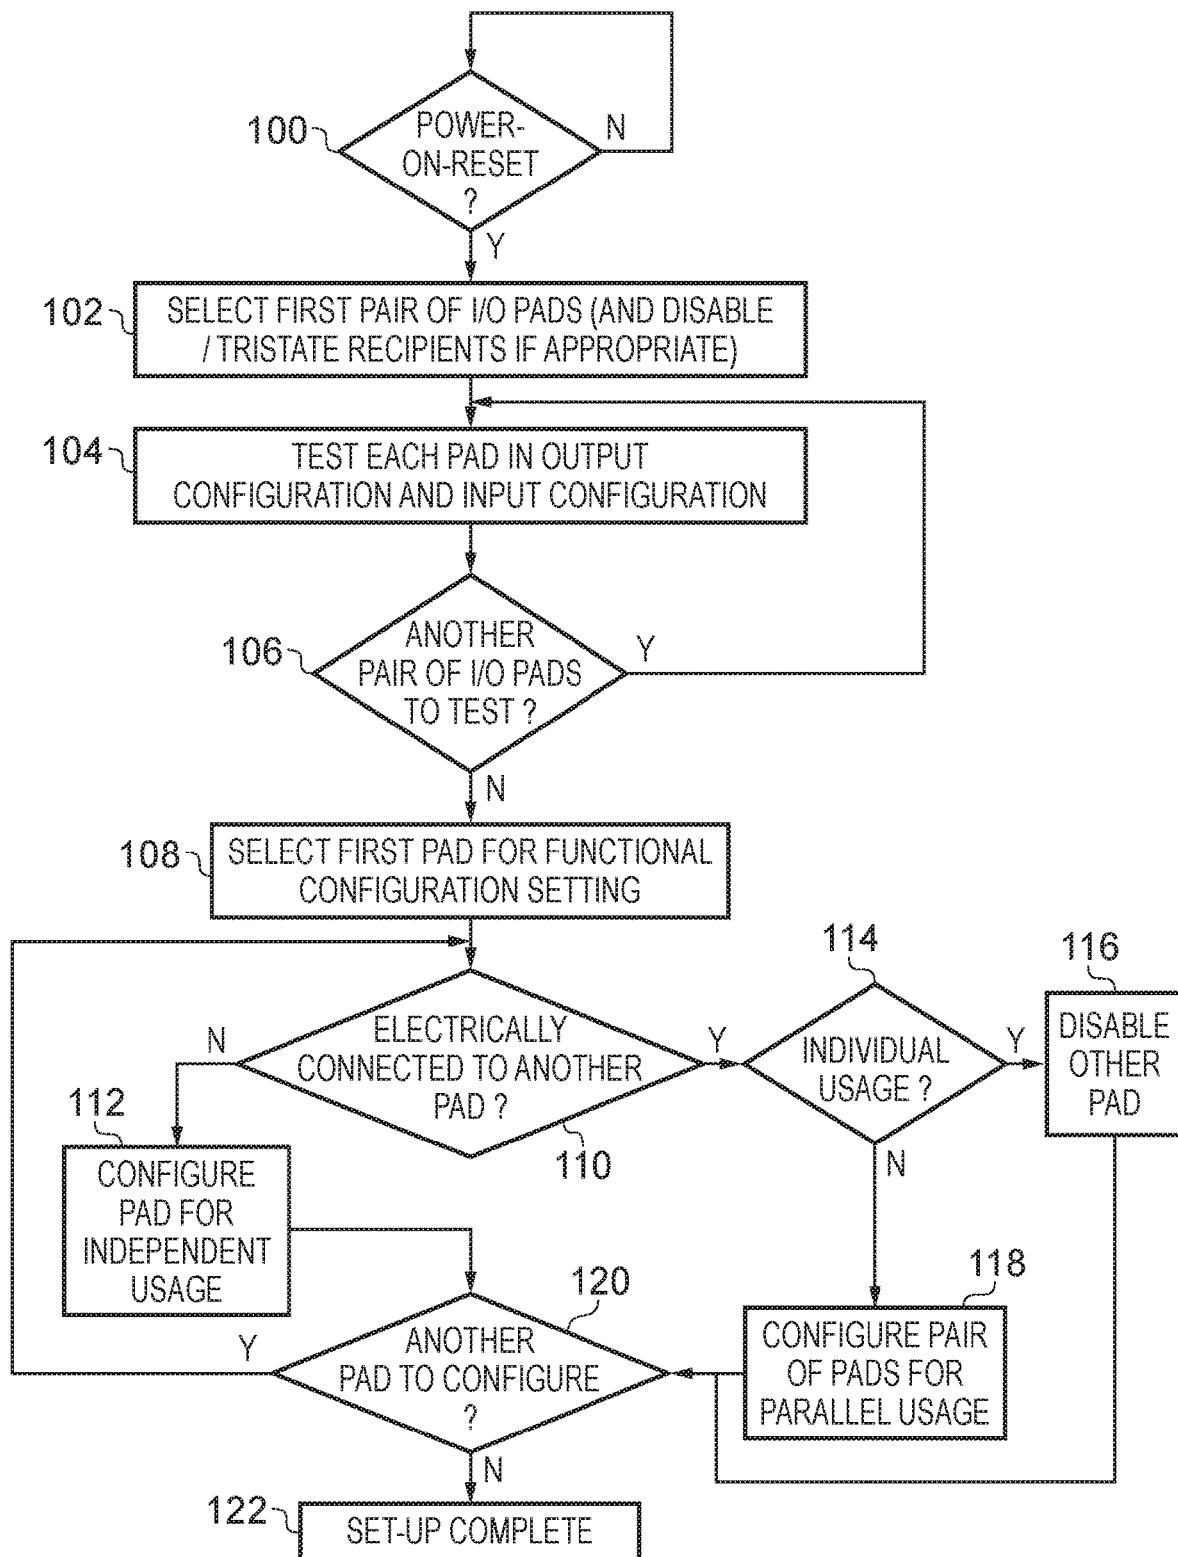 100
POWER-
ON-RESET
?
N
Y
102
SELECT FIRST PAIR OF I/O PADS (AND DISABLE
/ TRISTATE RECIPIENTS IF APPROPRIATE)
104
TEST EACH PAD IN OUTPUT
CONFIGURATION AND INPUT CONFIGURATION
106
ANOTHER
PAIR OF I/O PADS
TO TEST ?
Y
N
108
SELECT FIRST PAD FOR FUNCTIONAL
CONFIGURATION SETTING
N
ELECTRICALLY
CONNECTED TO ANOTHER
PAD ?
110
Y
114
INDIVIDUAL
USAGE ?
Y
N
116
DISABLE
OTHER
PAD
112
CONFIGURE
PAD FOR
INDEPENDENT
USAGE
118
CONFIGURE PAIR
OF PADS FOR
PARALLEL USAGE
120
Y
ANOTHER
PAD TO CONFIGURE
?
N
122
SET-UP COMPLETE